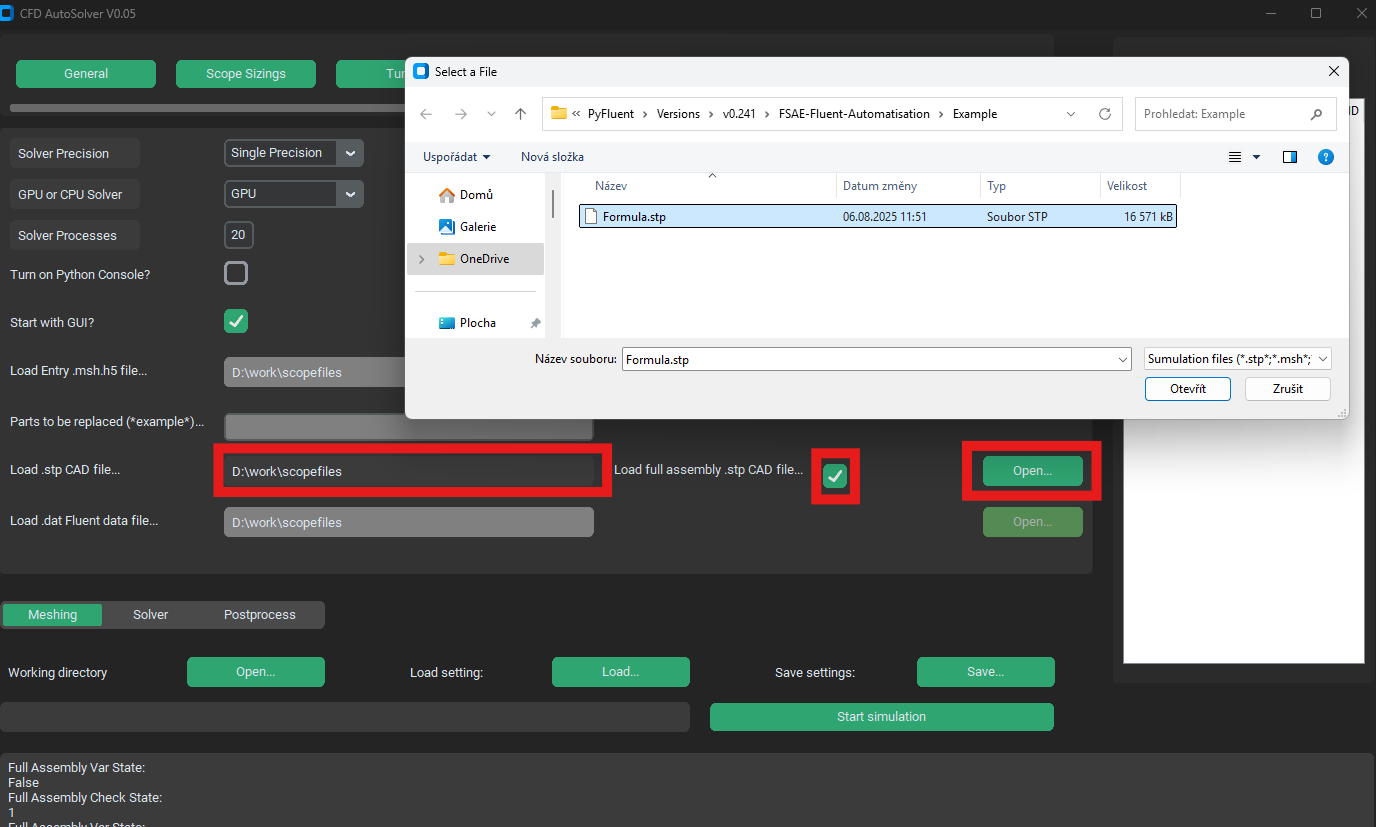 CFD AutoSolver V0.05
General
Scope Sizings
Tur
Select a File
« PyFluent > Versions > v0.241 > FSAE-Fluent-Automatisation > Example
Prohledat: Example
Uspořádat
Nová složka
Domů
Galerie
OneDrive
Plocha
Název
Datum změny
Typ
Velikost
Formula.stp
06.08.2025 11:51
Soubor STP
16 571 kB
Název souboru:
Formula.stp
Sumulation files (*.stp;*.msh*;
Otevřít
Zrušit
Solver Precision
Single Precision
GPU or CPU Solver
GPU
Solver Processes
20
Turn on Python Console?
Start with GUI?
Load Entry .msh.h5 file...
D:\work\scopefiles
Parts to be replaced (*example*)...
Load .stp CAD file...
D:\work\scopefiles
Load full assembly .stp CAD file...
Open...
Load .dat Fluent data file...
D:\work\scopefiles
Open...
Meshing
Solver
Postprocess
Working directory
Open...
Load setting:
Load...
Save settings:
Save...
Start simulation
Full Assembly Var State:
False
Full Assembly Check State:
1
Full Assembly Var State: